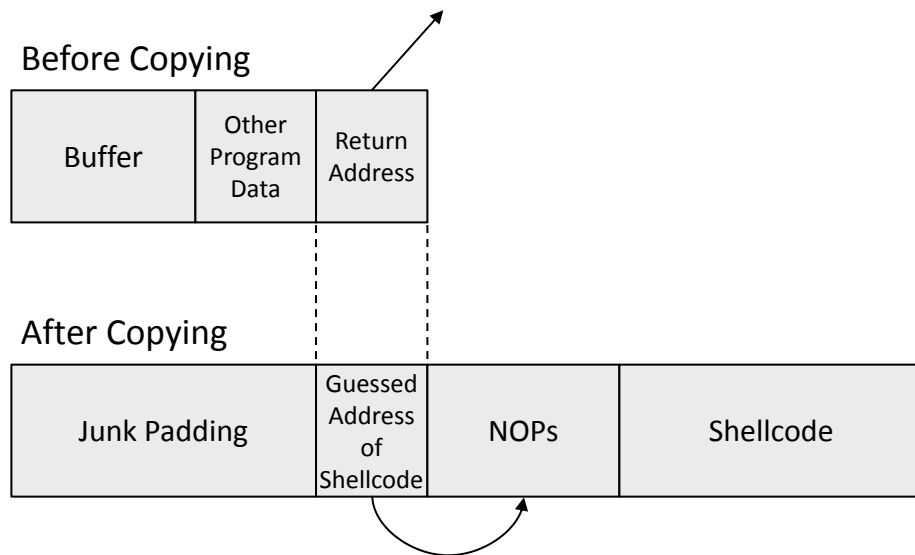 Before Copying
Buffer
Other
Program
Data
Return
Address
After Copying
Junk Padding
Guessed
Address
of
Shellcode
NOPs
Shellcode